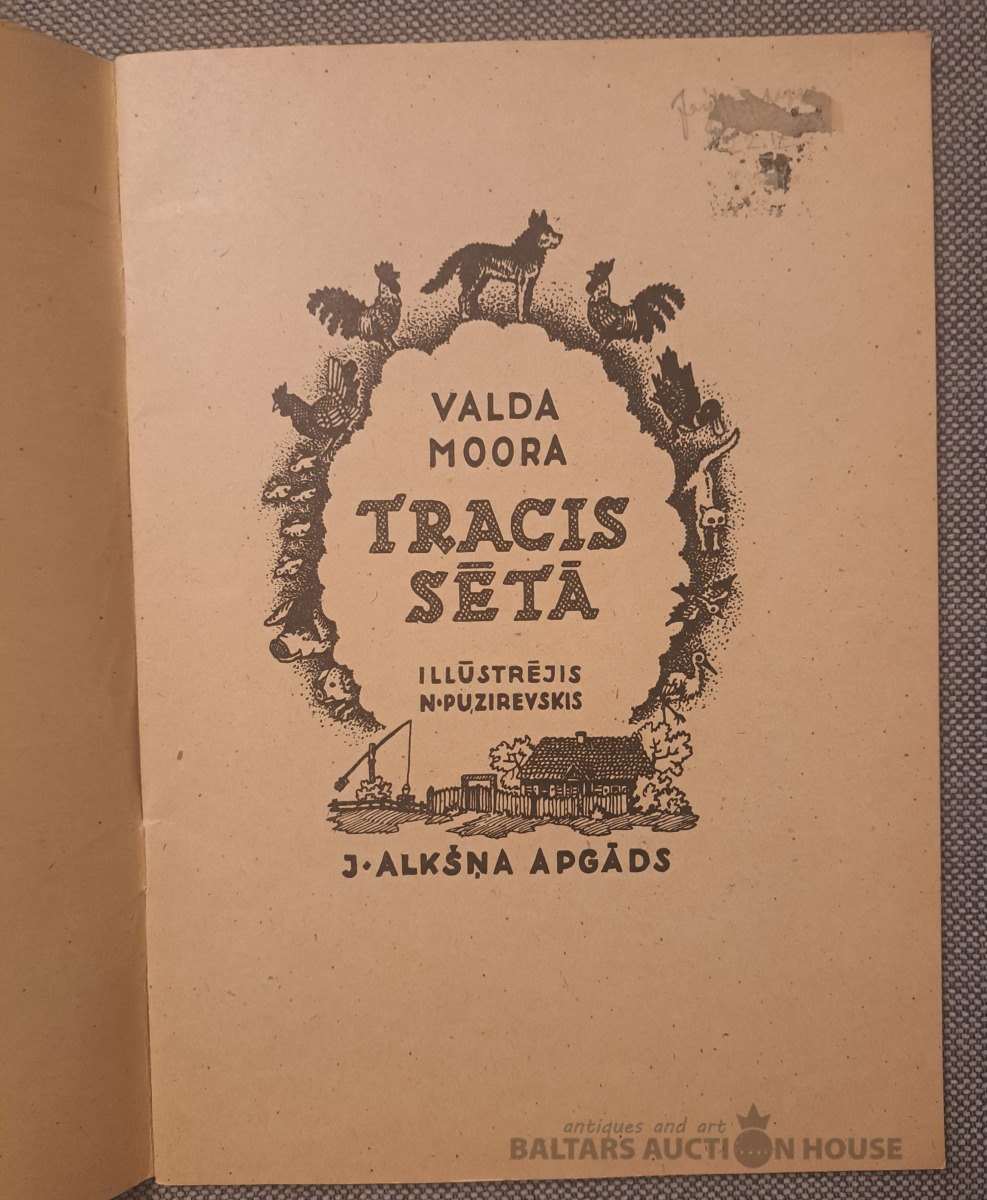 VALDA
MOORA
TRACIS
SĒTĀ
ILLŪSTRĒJIS
N·PUZIREVSKIS
J·ALKŠŅA APGĀDS
antiques and art
BALTARS AUCTION HOUSE